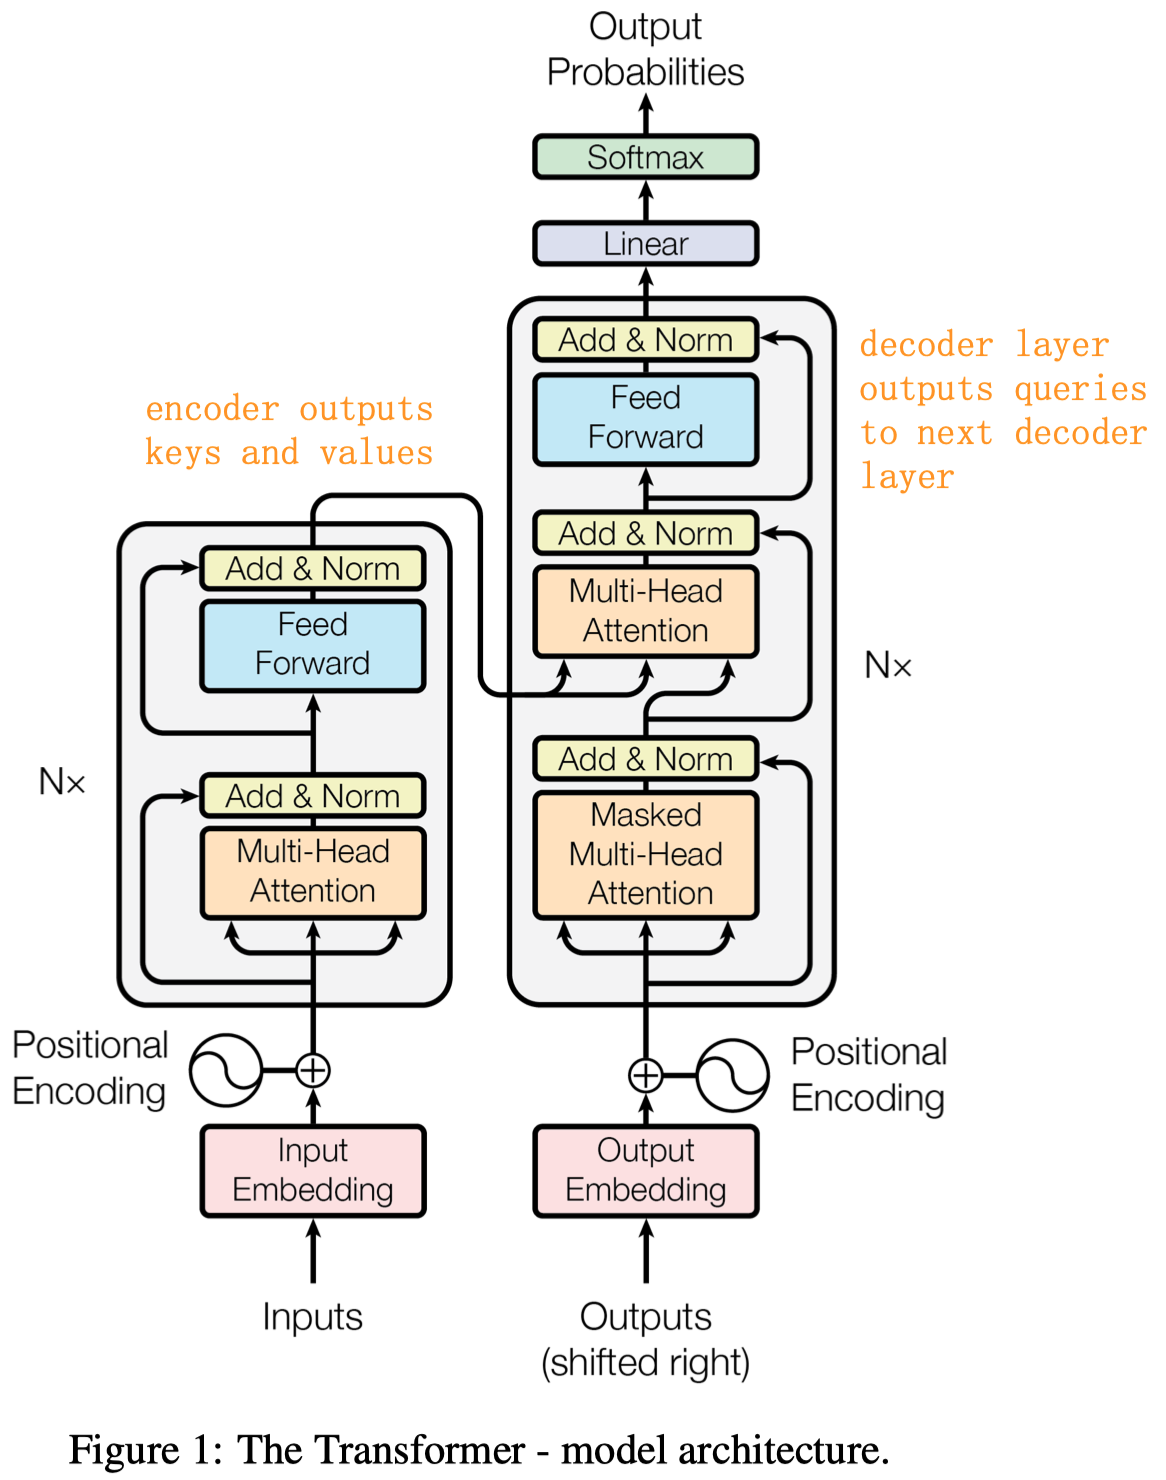 Output
Probabilities
Softmax
Linear
Add & Norm
Feed
Forward
decoder layer
outputs queries
to next decoder
layer
encoder outputs
keys and values
Add & Norm
Multi-Head
Attention
Add & Norm
Feed
Forward
N×
Add & Norm
Masked
Multi-Head
Attention
N×
Add & Norm
Multi-Head
Attention
Positional
Encoding
Positional
Encoding
Input
Embedding
Output
Embedding
Inputs
Outputs
(shifted right)
Figure 1: The Transformer - model architecture.